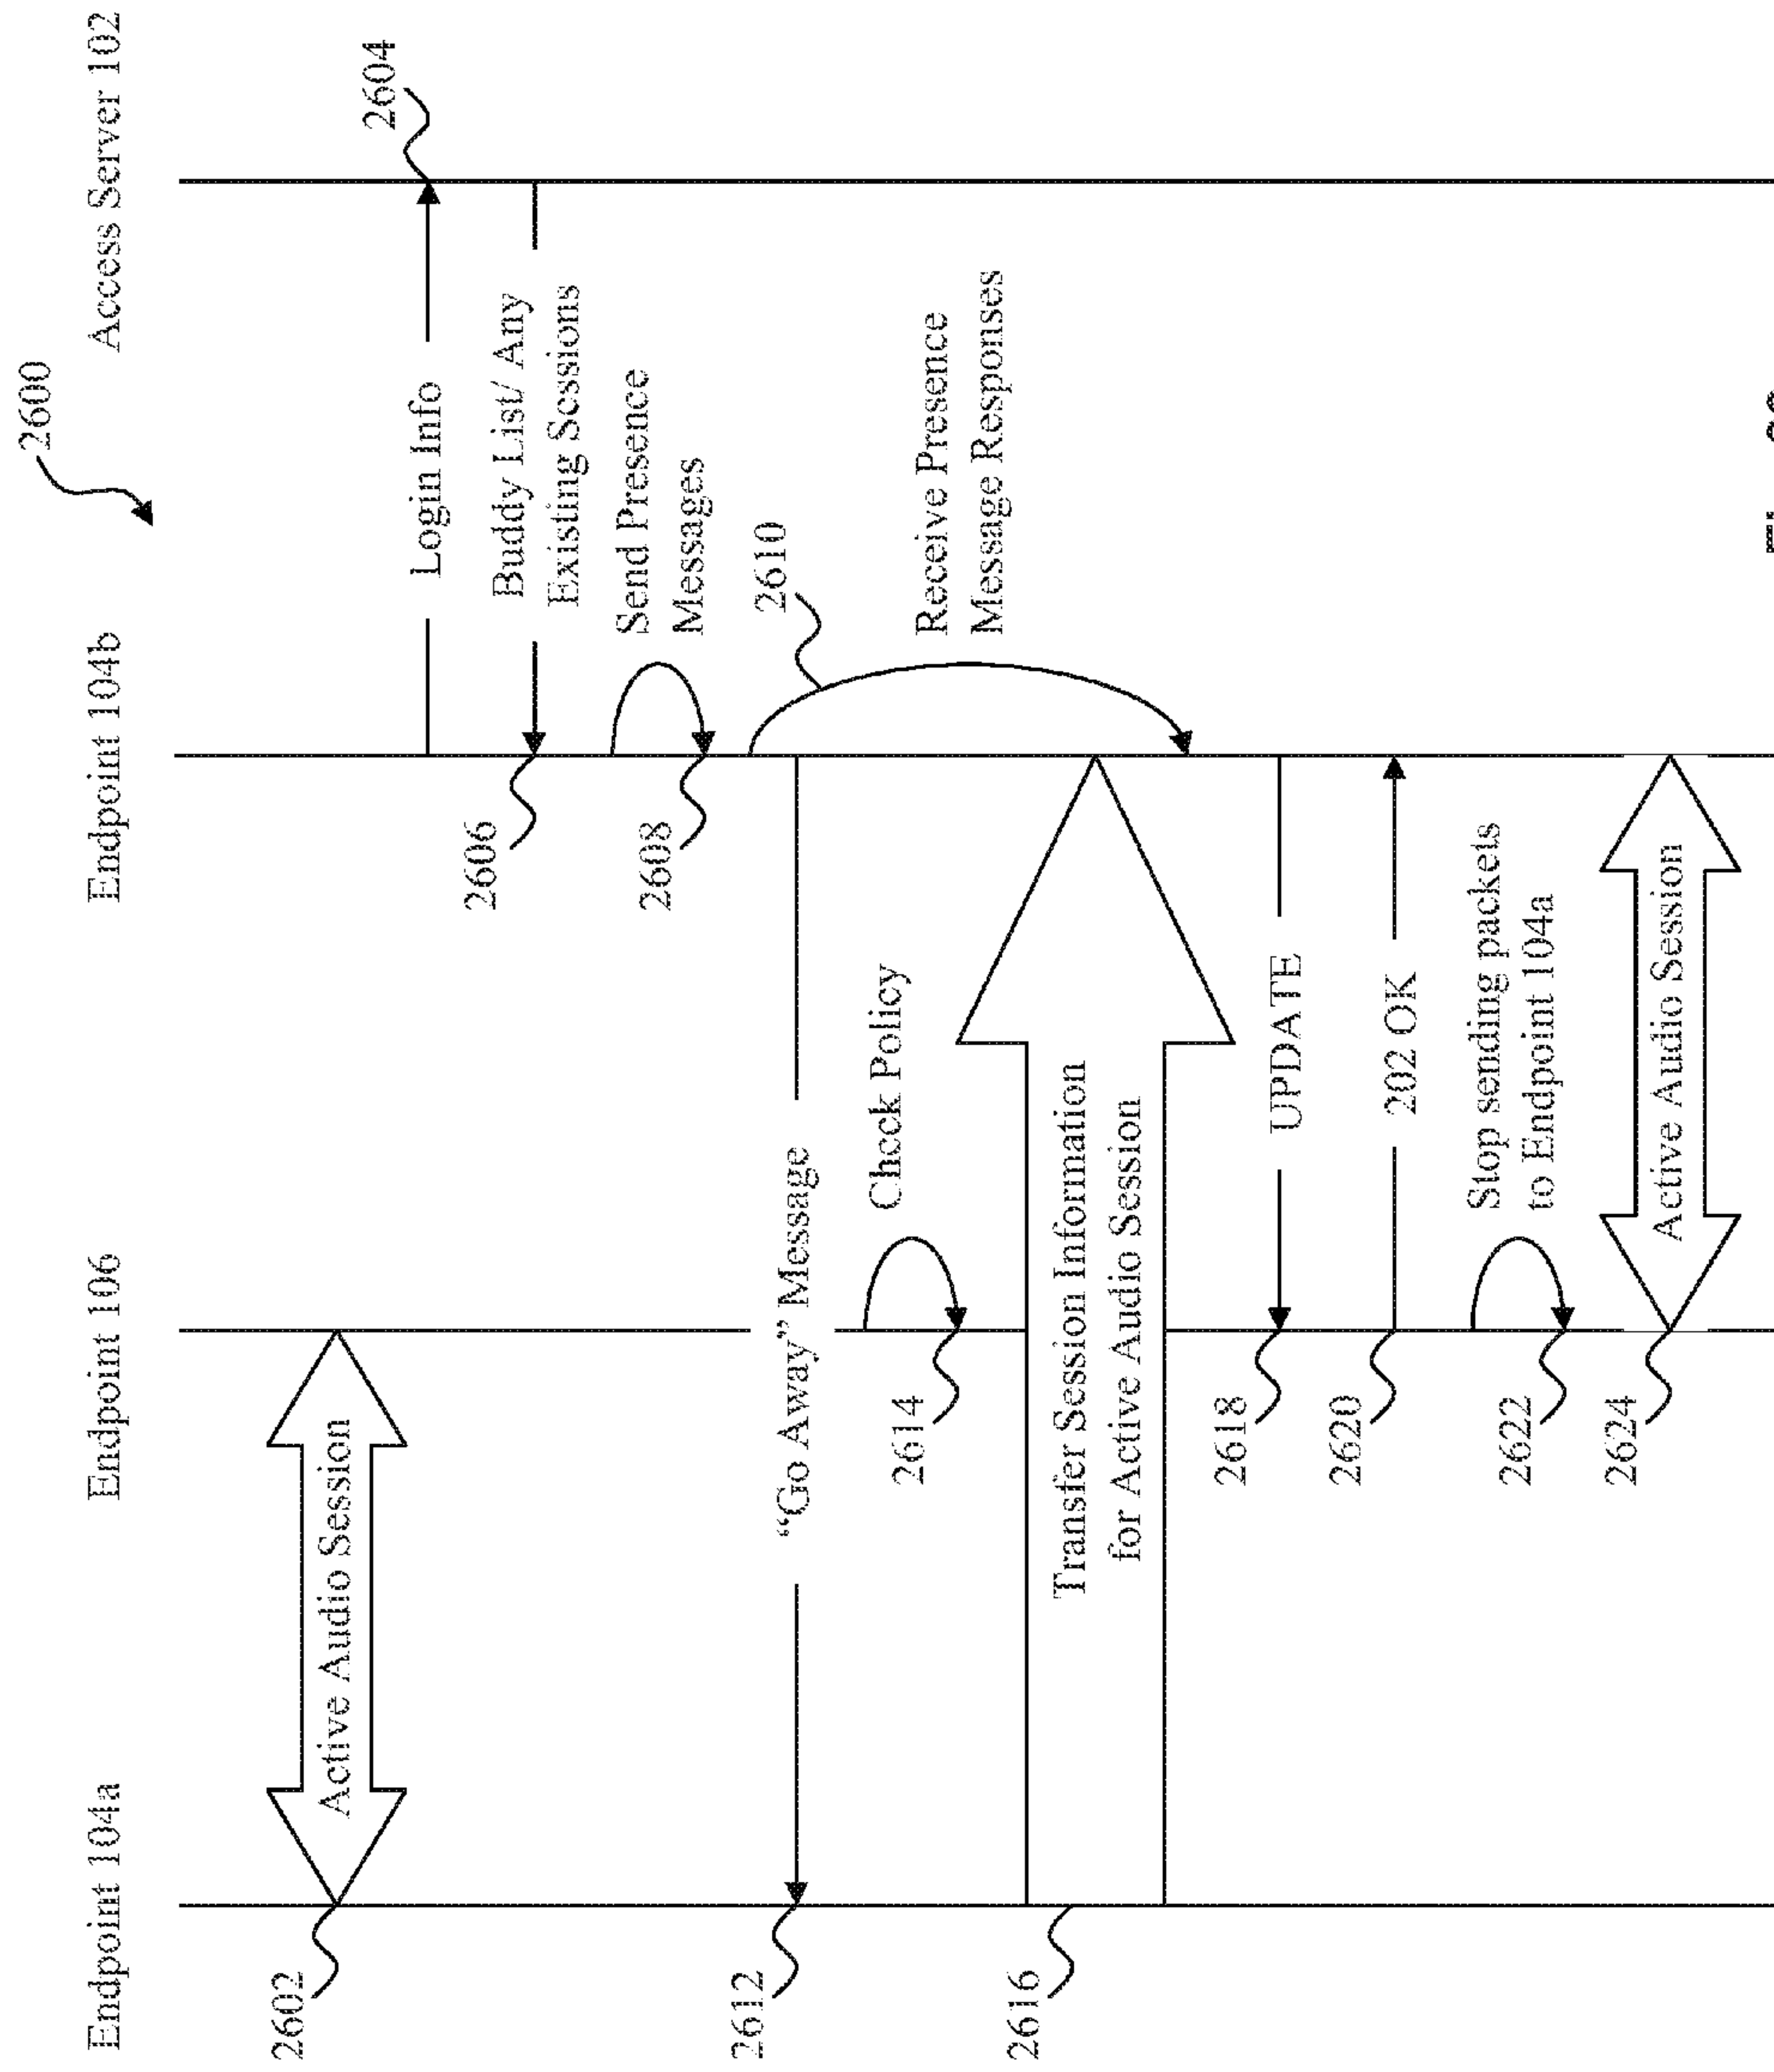 2600
Endpoint 104a
Endpoint 106
Endpoint 104b
Access Server 102
2602
Active Audio Session
2604
Login Info
2606
Buddy List/ Any
Existing Sessions
2608
Send Presence
Messages
2610
Receive Presence
Message Responses
2612
“Go Away” Message
2614
Check Policy
2616
Transfer Session Information
for Active Audio Session
2618
UPDATE
2620
202 OK
2622
Stop sending packets
to Endpoint 104a
2624
Active Audio Session